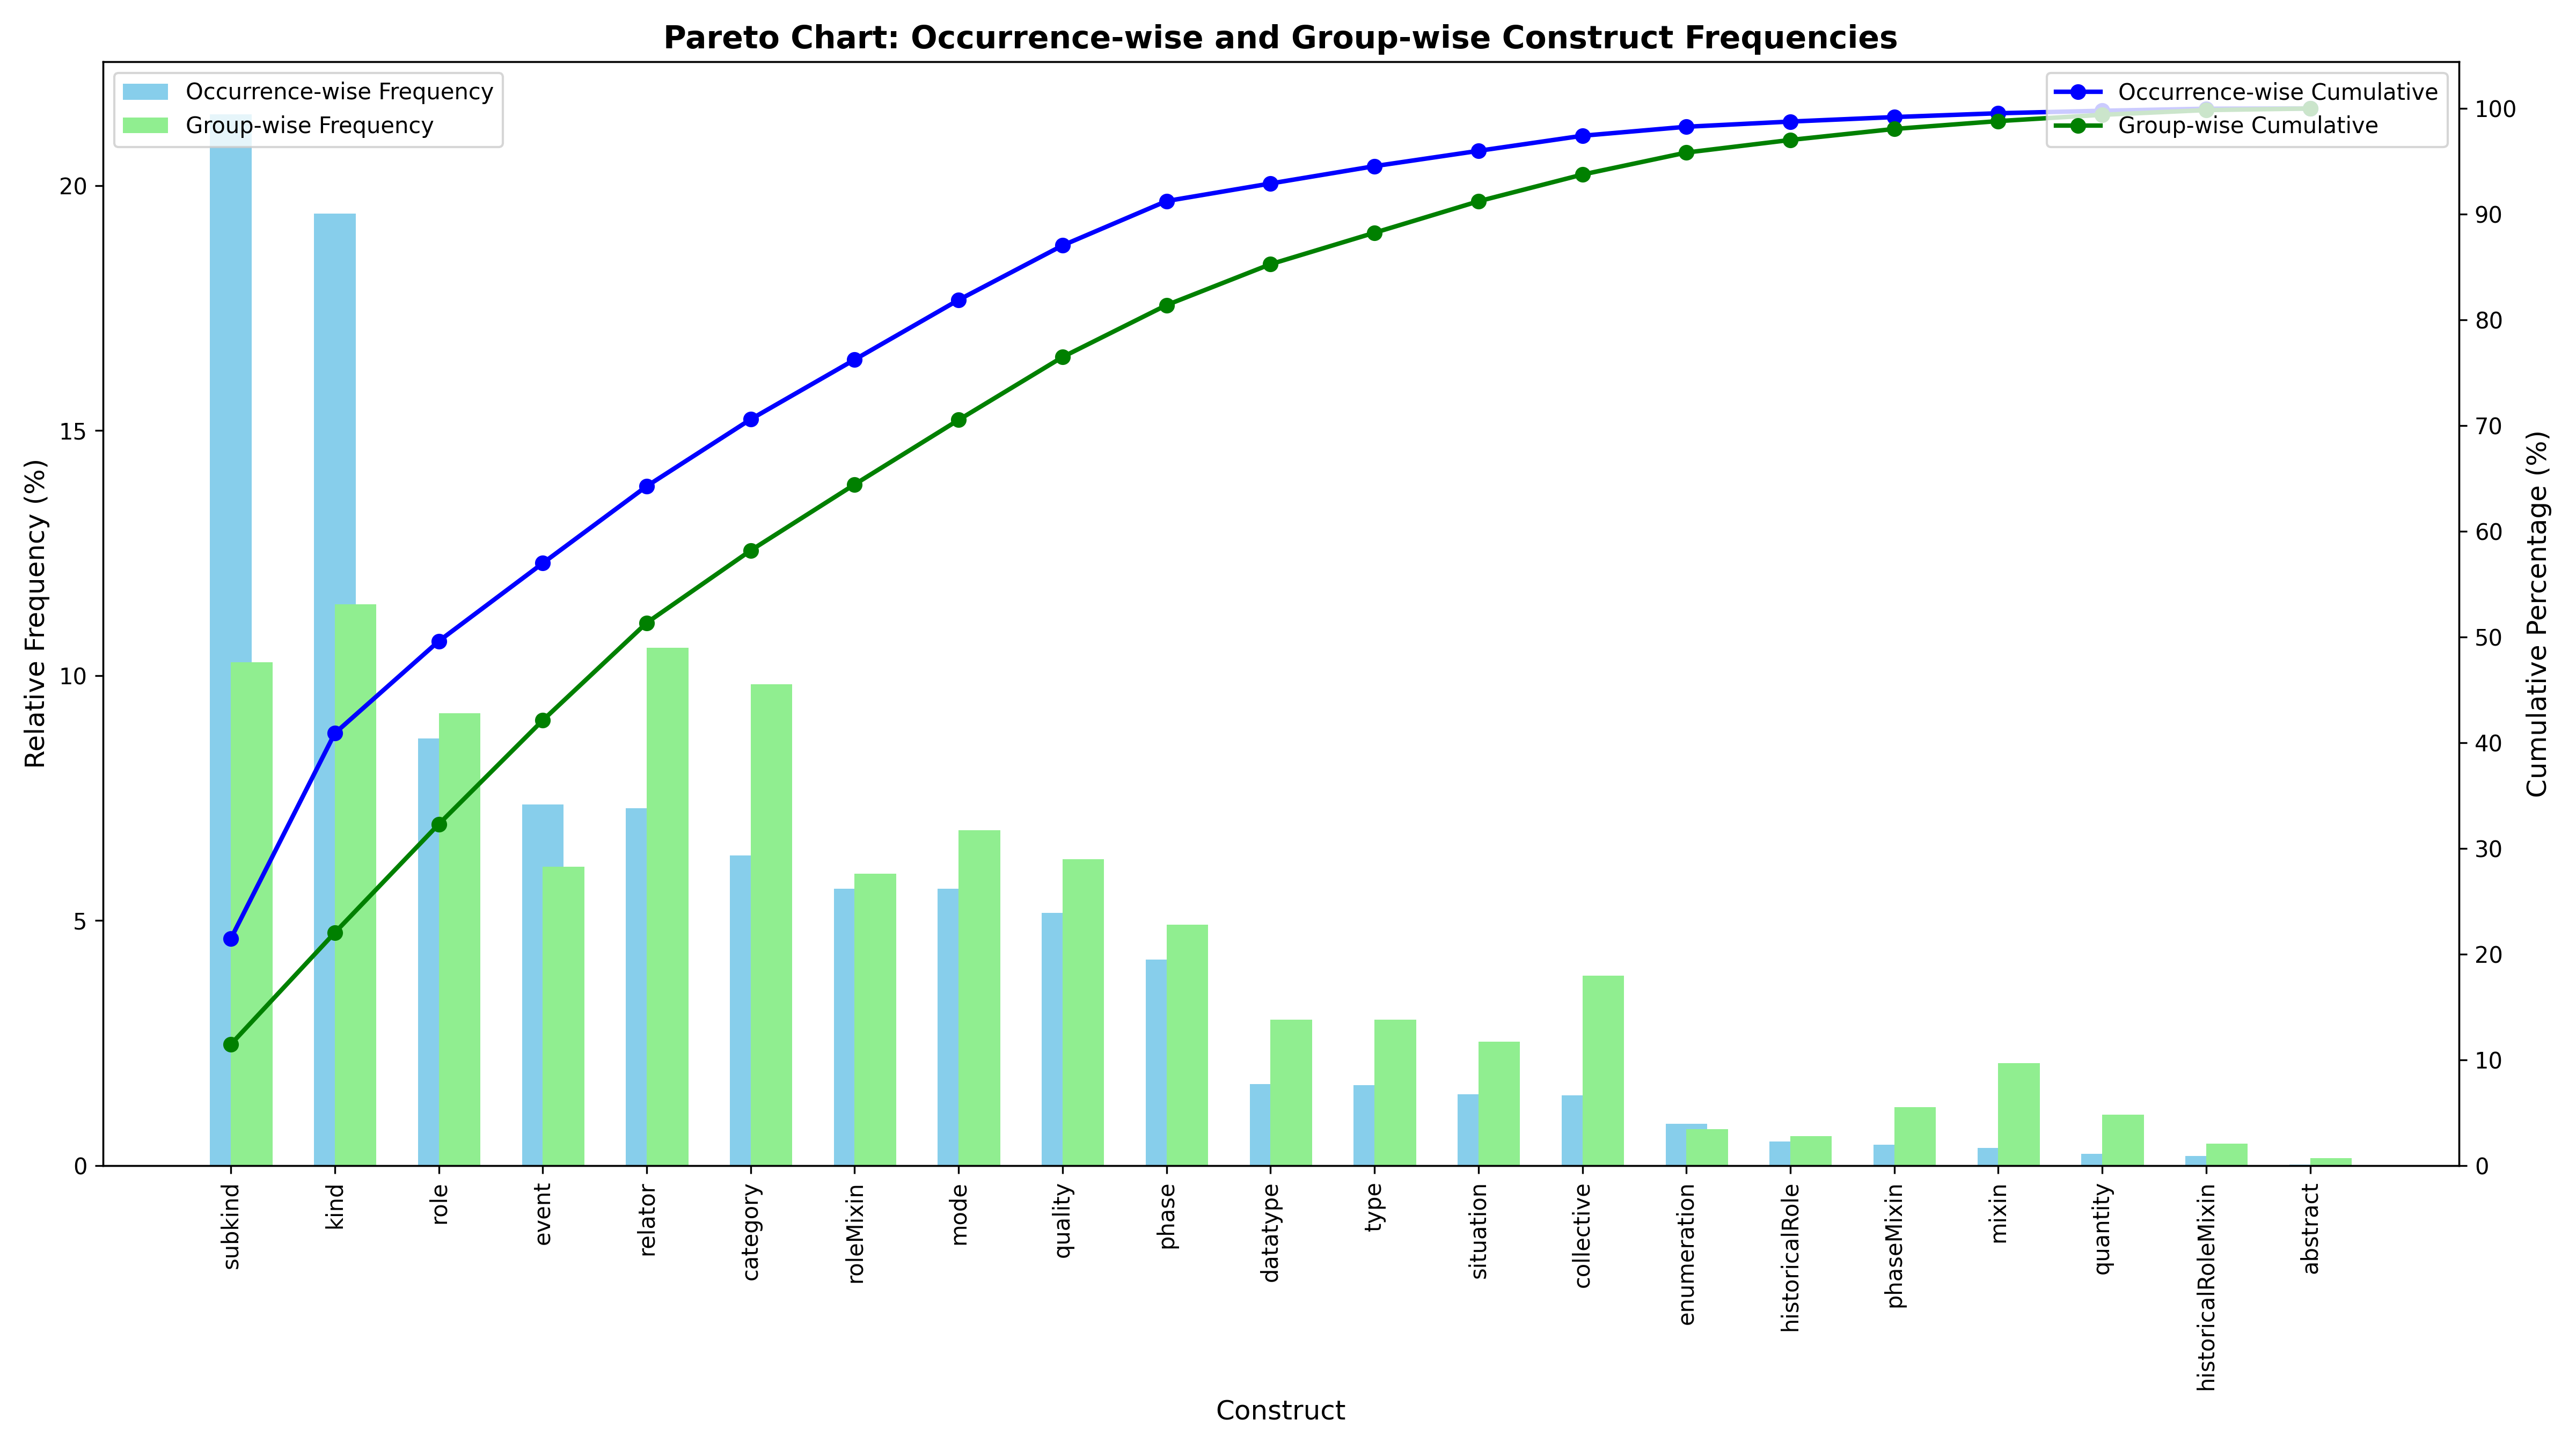 Pareto Chart: Occurrence-wise and Group-wise Construct Frequencies
Occurrence-wise Frequency
Group-wise Frequency
Occurrence-wise Cumulative
Group-wise Cumulative
Relative Frequency (%)
20
15
10
5
0
Cumulative Percentage (%)
100
90
80
70
60
50
40
30
20
10
0
subkind
kind
role
event
relator
category
roleMixin
mode
quality
phase
datatype
type
situation
collective
enumeration
historicalRole
phaseMixin
mixin
quantity
historicalRoleMixin
abstract
Construct